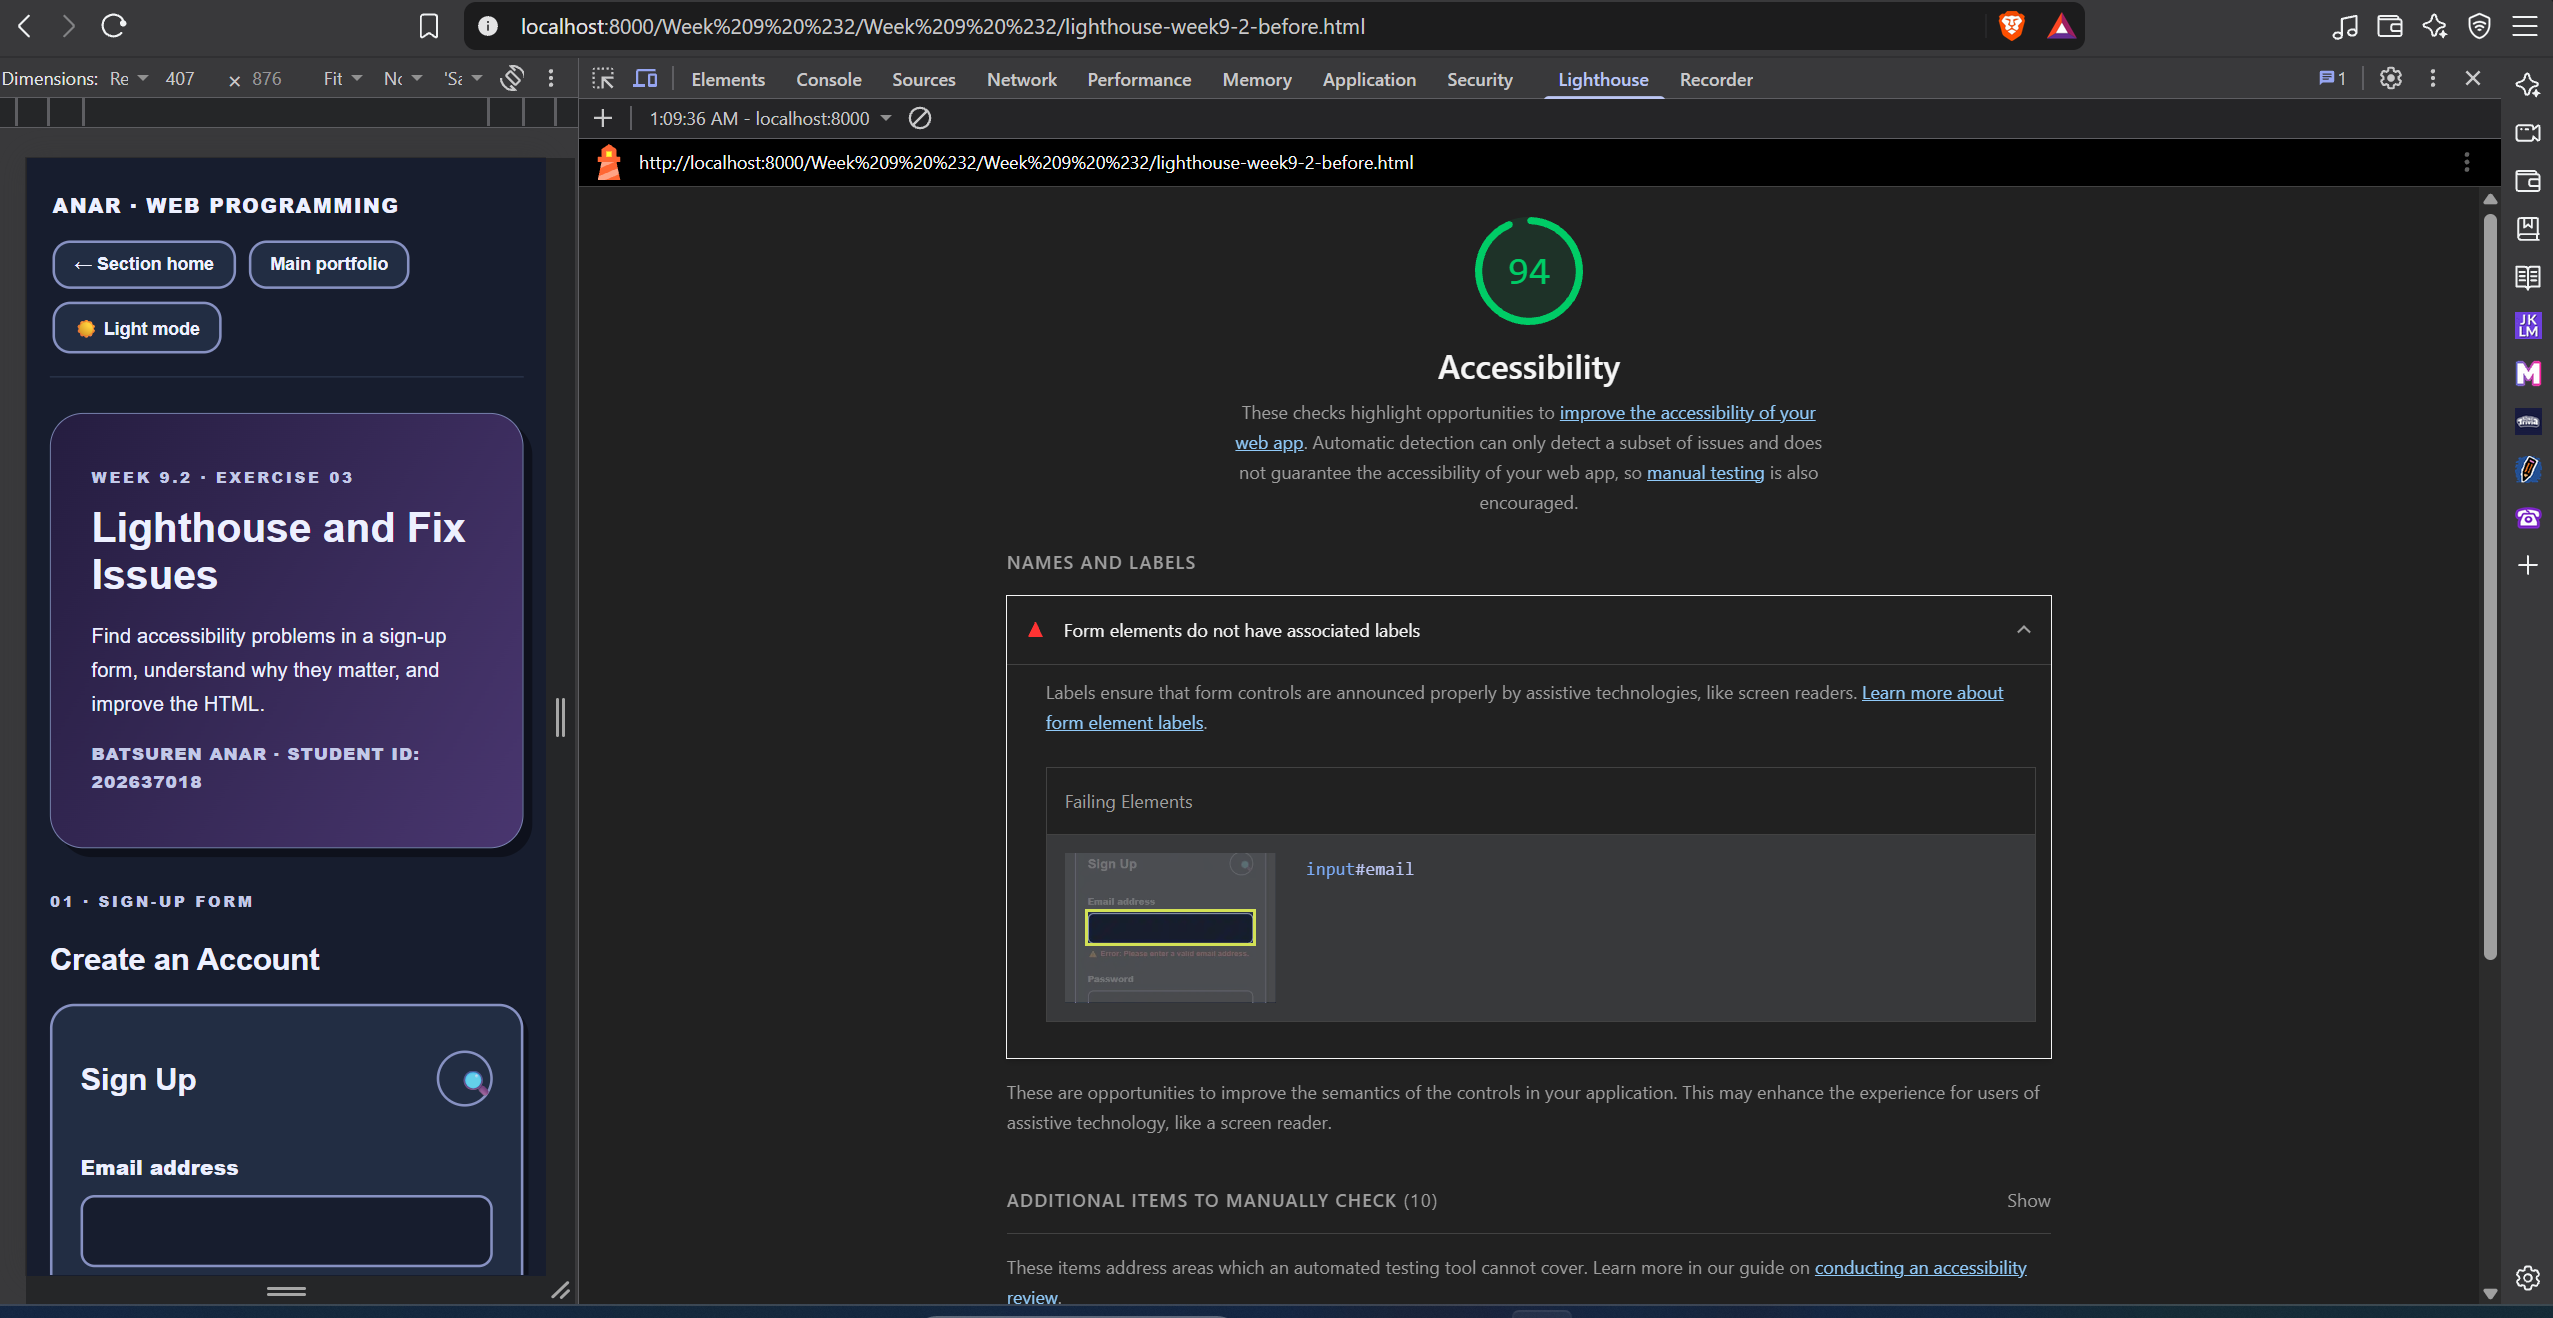 localhost:8000/Week%209%20%232/Week%209%20%232/lighthouse-week9-2-before.html
Dimensions: Re 407 × 876 Fit Nc 'Sa
Elements Console Sources Network Performance Memory Application Security Lighthouse Recorder 1
1:09:36 AM - localhost:8000
http://localhost:8000/Week%209%20%232/Week%209%20%232/lighthouse-week9-2-before.html
ANAR · WEB PROGRAMMING
← Section home Main portfolio
Light mode
WEEK 9.2 · EXERCISE 03
Lighthouse and Fix
Issues
Find accessibility problems in a sign-up
form, understand why they matter, and
improve the HTML.
BATSUREN ANAR · STUDENT ID:
202637018
01 · SIGN-UP FORM
Create an Account
Sign Up
Email address
94
Accessibility
These checks highlight opportunities to improve the accessibility of your
web app. Automatic detection can only detect a subset of issues and does
not guarantee the accessibility of your web app, so manual testing is also
encouraged.
NAMES AND LABELS
Form elements do not have associated labels
Labels ensure that form controls are announced properly by assistive technologies, like screen readers. Learn more about
form element labels.
Failing Elements
Sign Up
Email address
Error: Please enter a valid email address.
Password
input#email
These are opportunities to improve the semantics of the controls in your application. This may enhance the experience for users of
assistive technology, like a screen reader.
ADDITIONAL ITEMS TO MANUALLY CHECK (10) Show
These items address areas which an automated testing tool cannot cover. Learn more in our guide on conducting an accessibility
review.
JK
LM
M